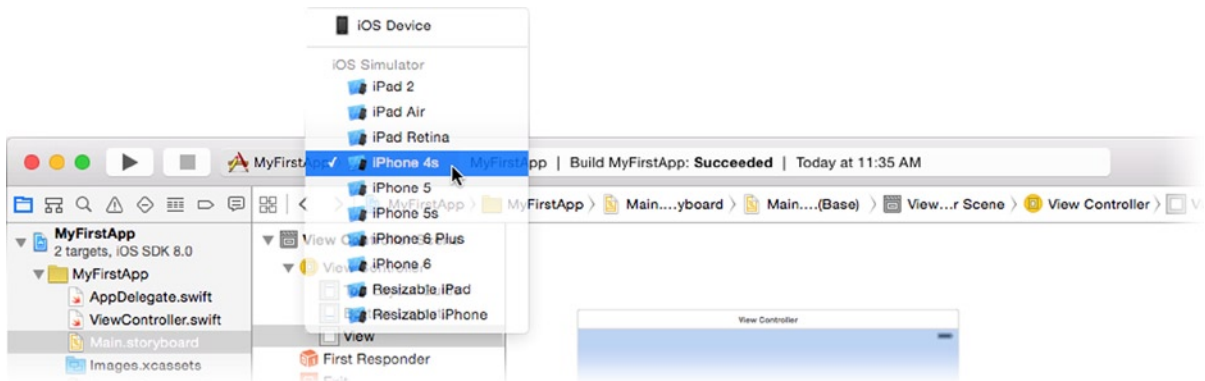 iOS Device
iOS Simulator
iPad 2
iPad Air
iPad Retina
MyFirstApp ✓ iPhone 4s MyFirstApp | Build MyFirstApp: Succeeded | Today at 11:35 AM
iPhone 5
MyFirstApp 〉 MyFirstApp 〉 Main....yboard 〉 Main....(Base) 〉 View...r Scene 〉 View Controller 〉
iPhone 5s
MyFirstApp
2 targets, iOS SDK 8.0
iPhone 6 Plus
MyFirstApp
iPhone 6
AppDelegate.swift
Resizable iPad
ViewController.swift
Resizable iPhone
View Controller
Main.storyboard
View
Images.xcassets
First Responder
Exit